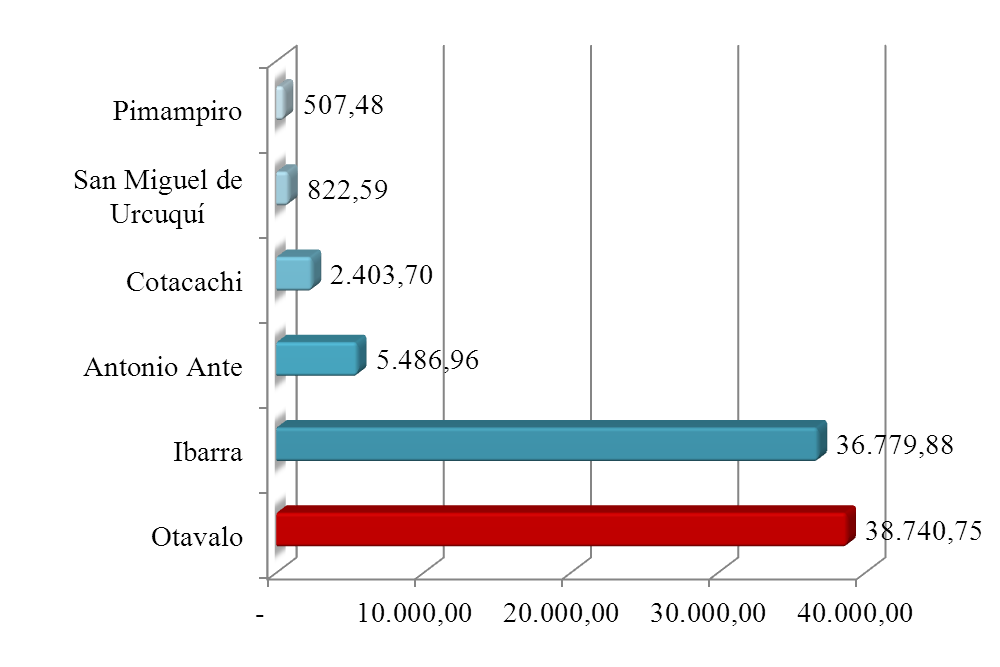 Pimampiro
507,48
San Miguel de
Urcuquí
822,59
Cotacachi
2.403,70
Antonio Ante
5.486,96
Ibarra
36.779,88
Otavalo
38.740,75
- 10.000,00 20.000,00 30.000,00 40.000,00